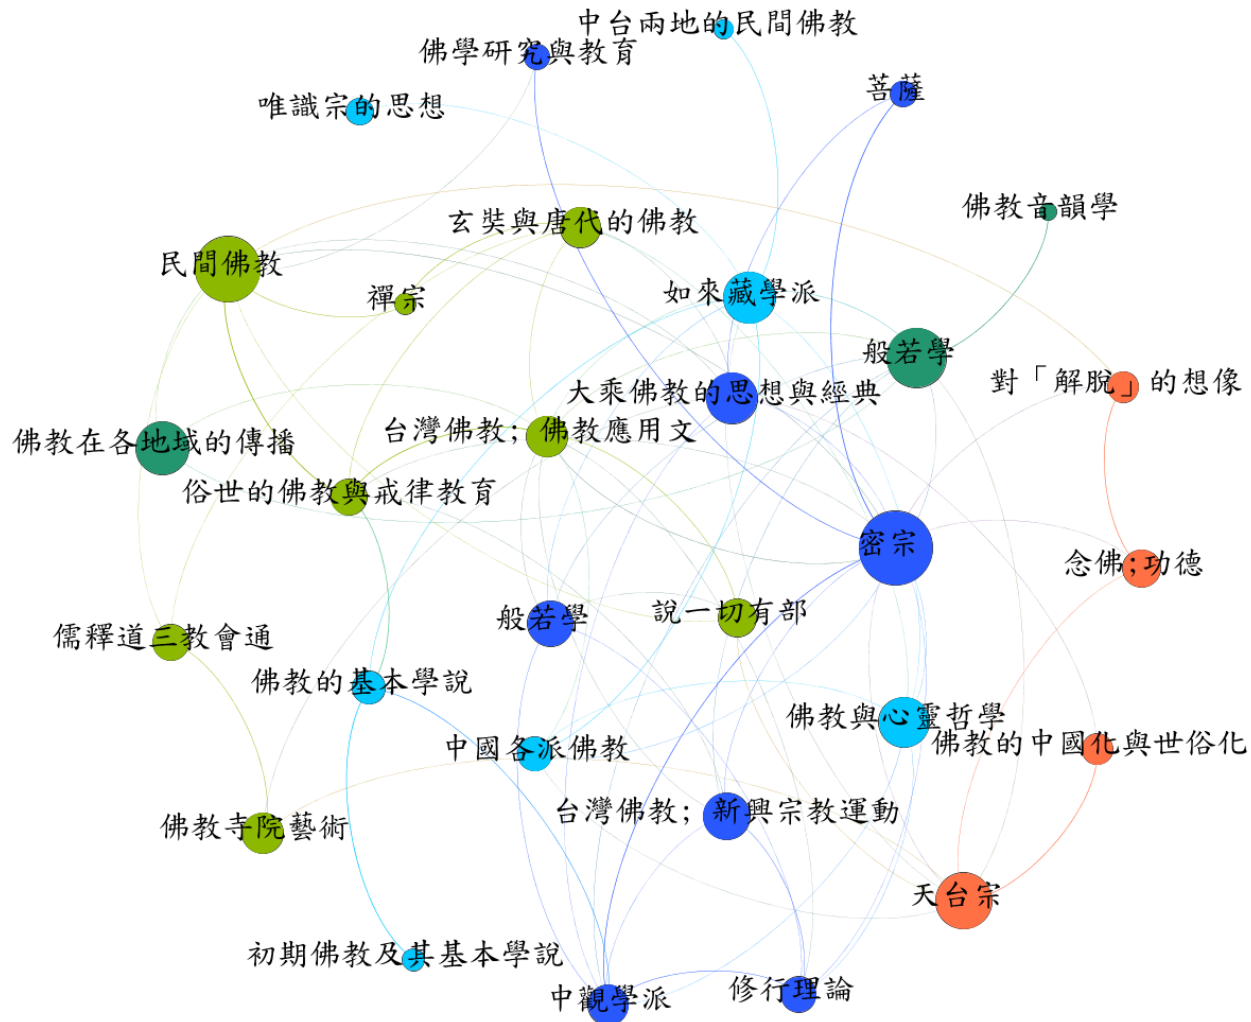 中台兩地的民間佛教
佛學研究與教育
菩薩
唯識宗的思想
佛教音韻學
玄奘與唐代的佛教
民間佛教
如來藏學派
禪宗
般若學
對「解脫」的想像
大乘佛教的思想與經典
台灣佛教; 佛教應用文
佛教在各地域的傳播
俗世的佛教與戒律教育
密宗
念佛;功德
般若學
說一切有部
儒釋道三教會通
佛教的基本學說
佛教與心靈哲學
佛教的中國化與世俗化
中國各派佛教
台灣佛教; 新興宗教運動
佛教寺院藝術
天台宗
初期佛教及其基本學說
修行理論
中觀學派